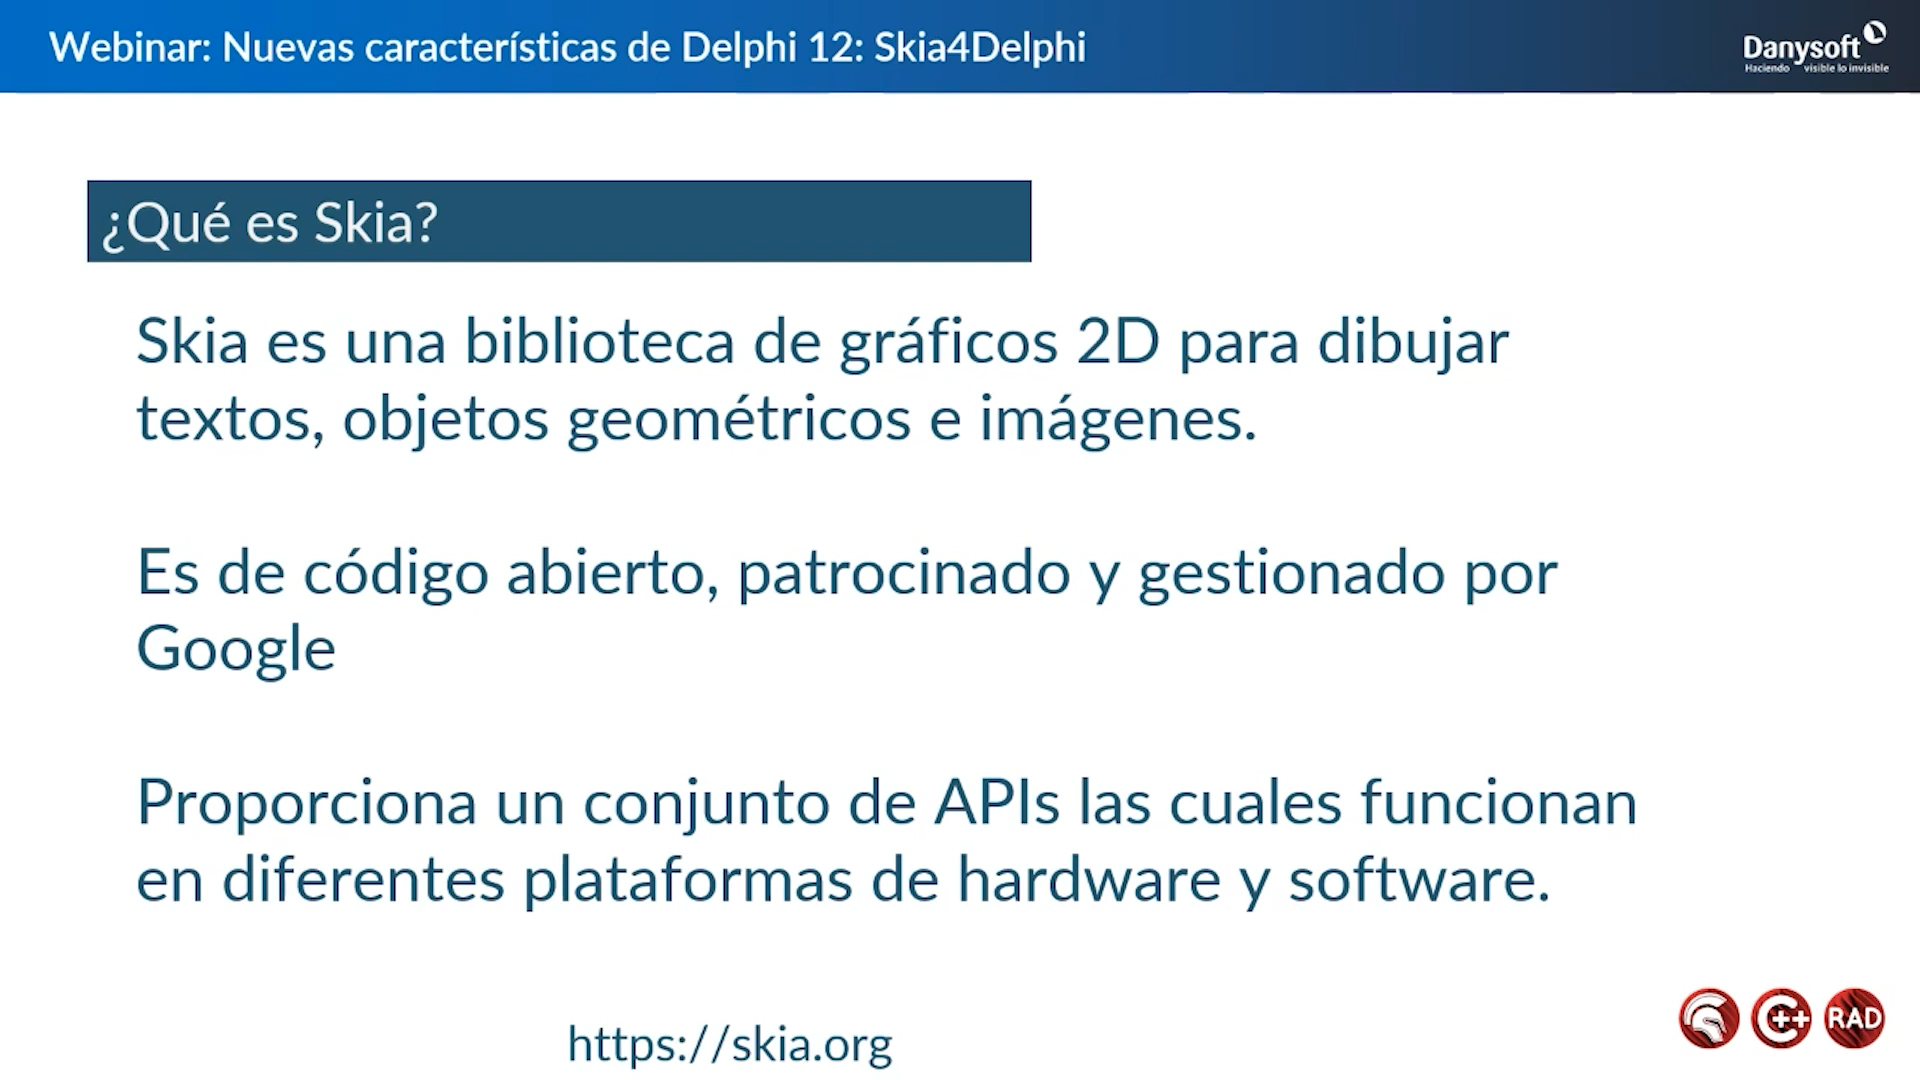 Webinar: Nuevas características de Delphi 12: Skia4Delphi
Danysoft
Haciendo visible lo invisible
¿Qué es Skia?
Skia es una biblioteca de gráficos 2D para dibujar
textos, objetos geométricos e imágenes.
Es de código abierto, patrocinado y gestionado por
Google
Proporciona un conjunto de APIs las cuales funcionan
en diferentes plataformas de hardware y software.
C++ RAD
https://skia.org